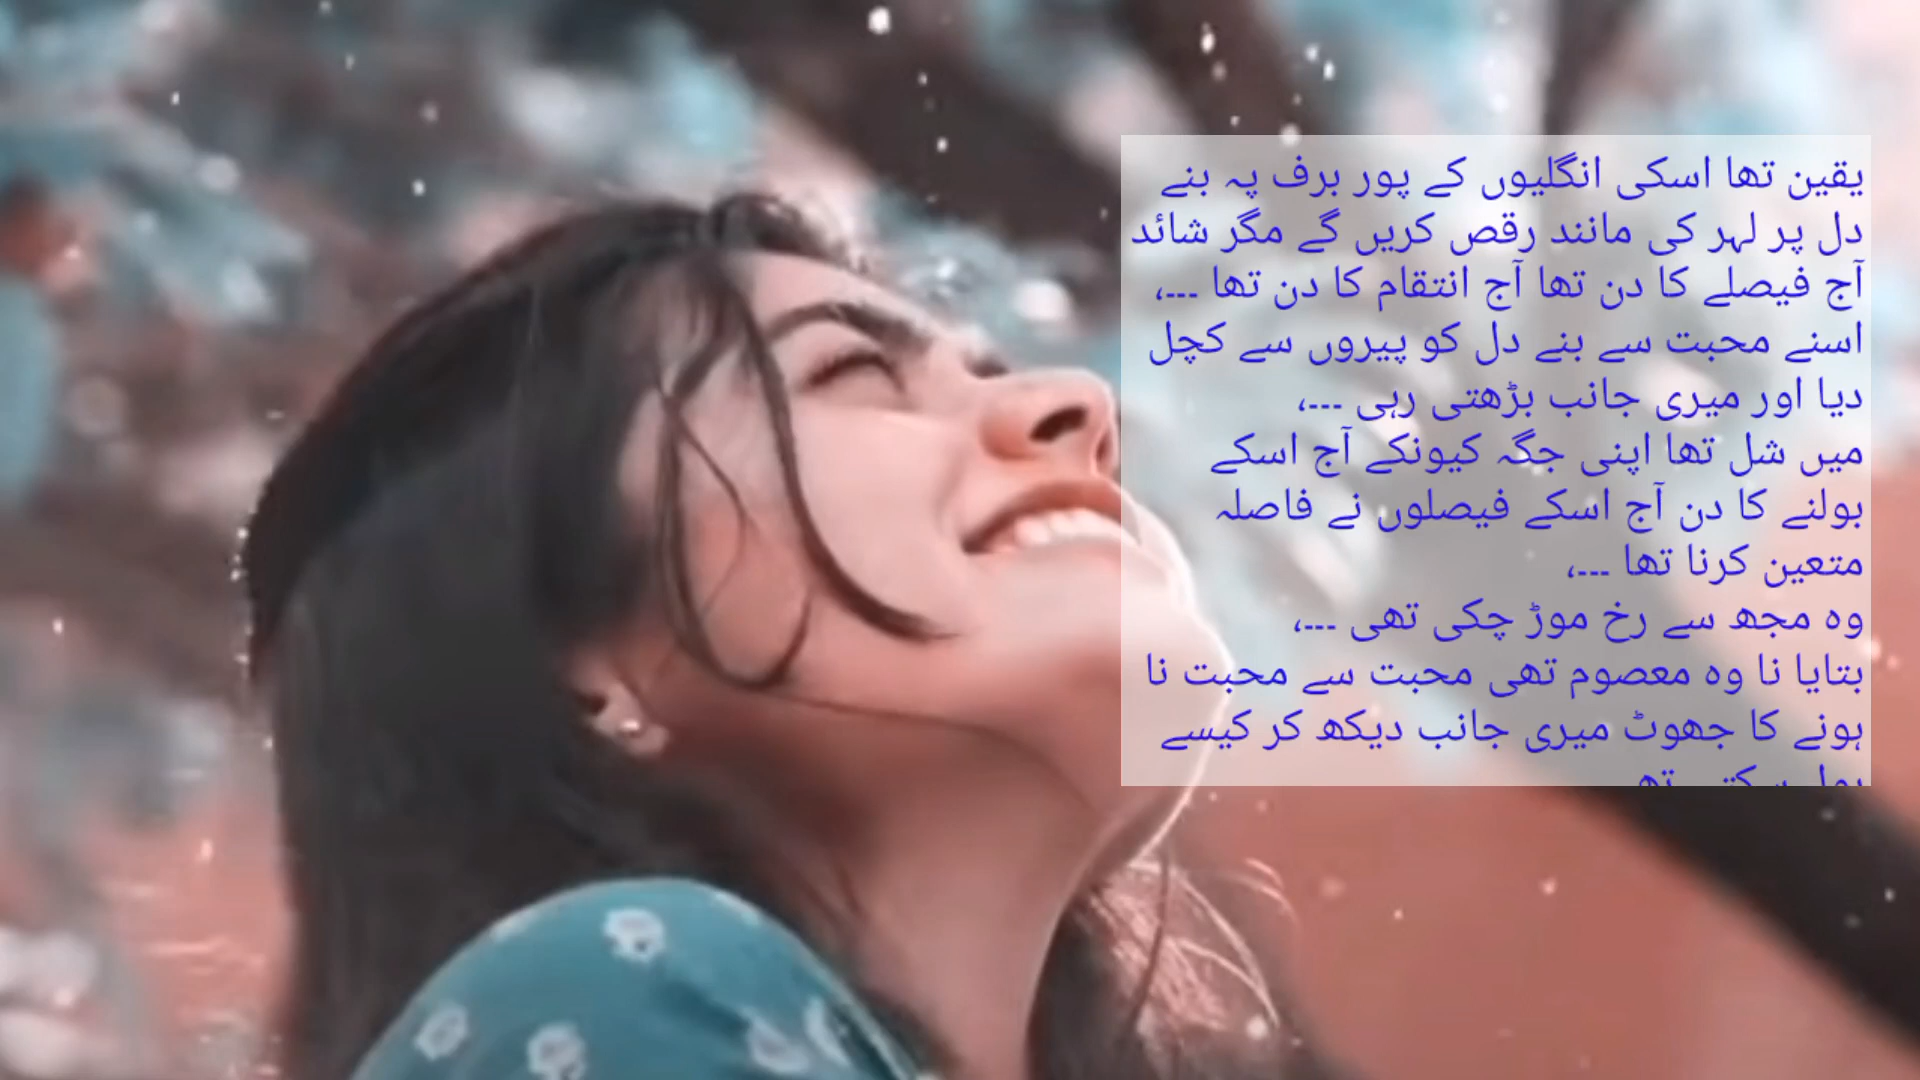 یقین تھا اسکی انگلیوں کے پور برف پہ بنے
دل پر لہر کی مانند رقص کریں گے مگر شائد
آج فیصلے کا دن تھا آج انتقام کا دن تھا ---،
اسنے محبت سے بنے دل کو پیروں سے کچل
دیا اور میری جانب بڑھتی رہی ---،
میں شل تھا اپنی جگہ کیونکے آج اسکے
بولنے کا دن آج اسکے فیصلوں نے فاصلہ
متعین کرنا تھا ---،
وہ مجھ سے رخ موڑ چکی تھی ---،
بتایا نا وہ معصوم تھی محبت سے محبت نا
ہونے کا جھوٹ میری جانب دیکھ کر کیسے